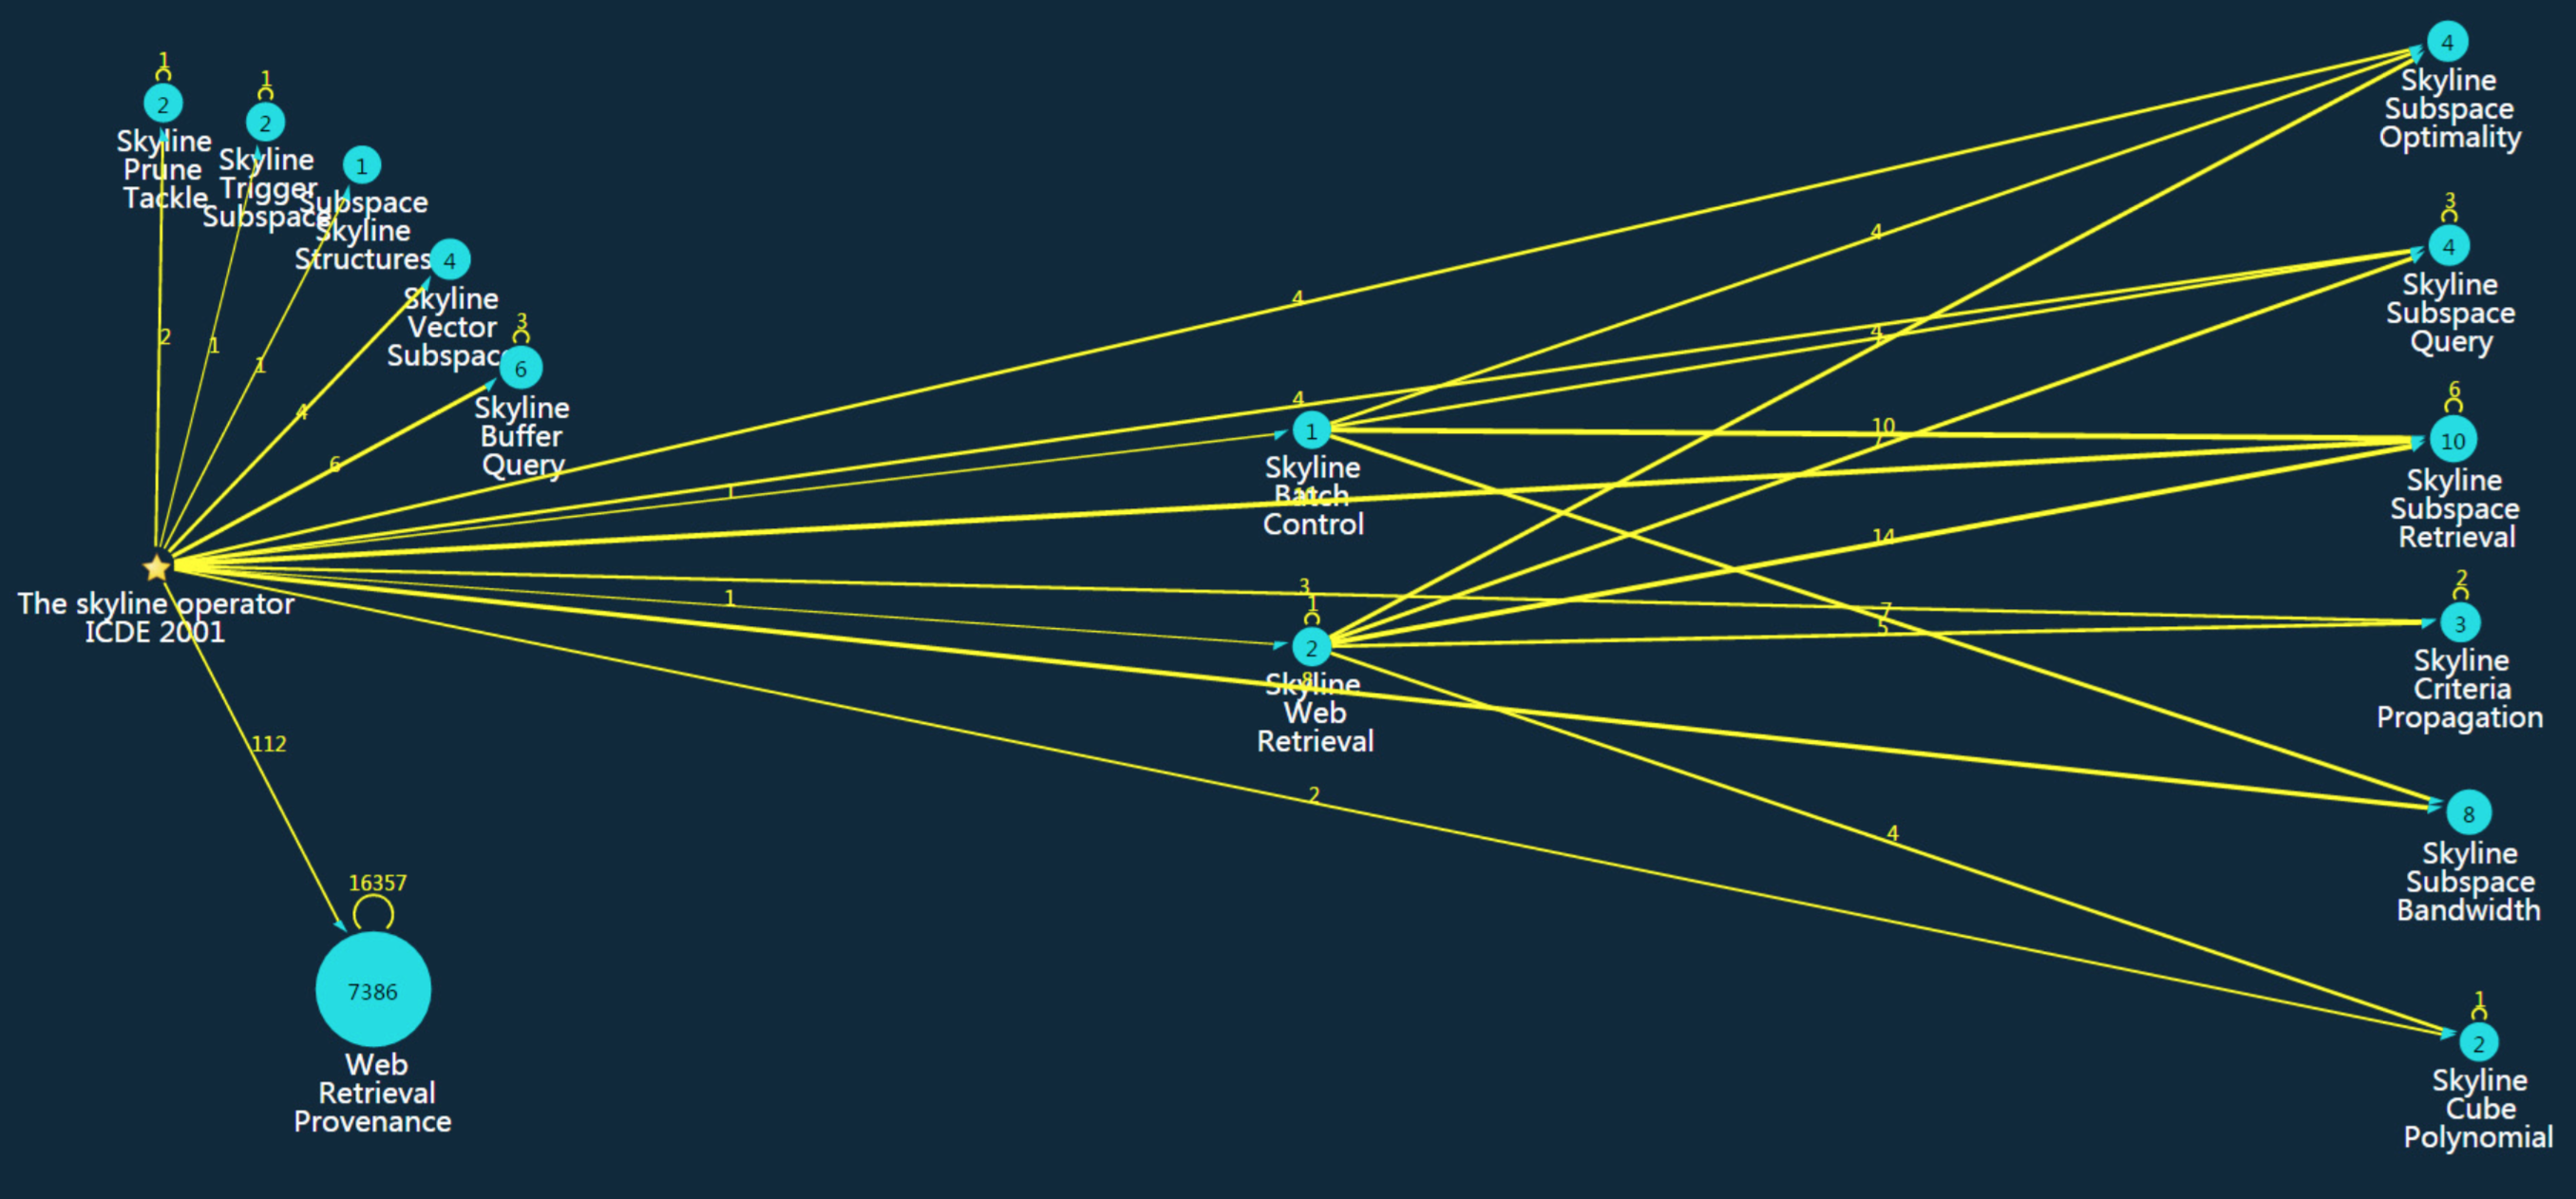 1
2
Skyline
Prune
Tackle
1
2
Skyline
Trigger
Subspace
1
Subspace
Skyline
Structures
4
Skyline
Vector
Subspace
3
6
Skyline
Buffer
Query
2
1
1
4
6
The skyline operator
ICDE 2001
112
16357
7386
Web
Retrieval
Provenance
4
4
1
1
3
8
2
1
Skyline
Batch
Control
1
2
Skyline
Web
Retrieval
4
4
10
14
7
5
4
4
Skyline
Subspace
Optimality
3
4
Skyline
Subspace
Query
6
10
Skyline
Subspace
Retrieval
2
3
Skyline
Criteria
Propagation
8
Skyline
Subspace
Bandwidth
1
2
Skyline
Cube
Polynomial